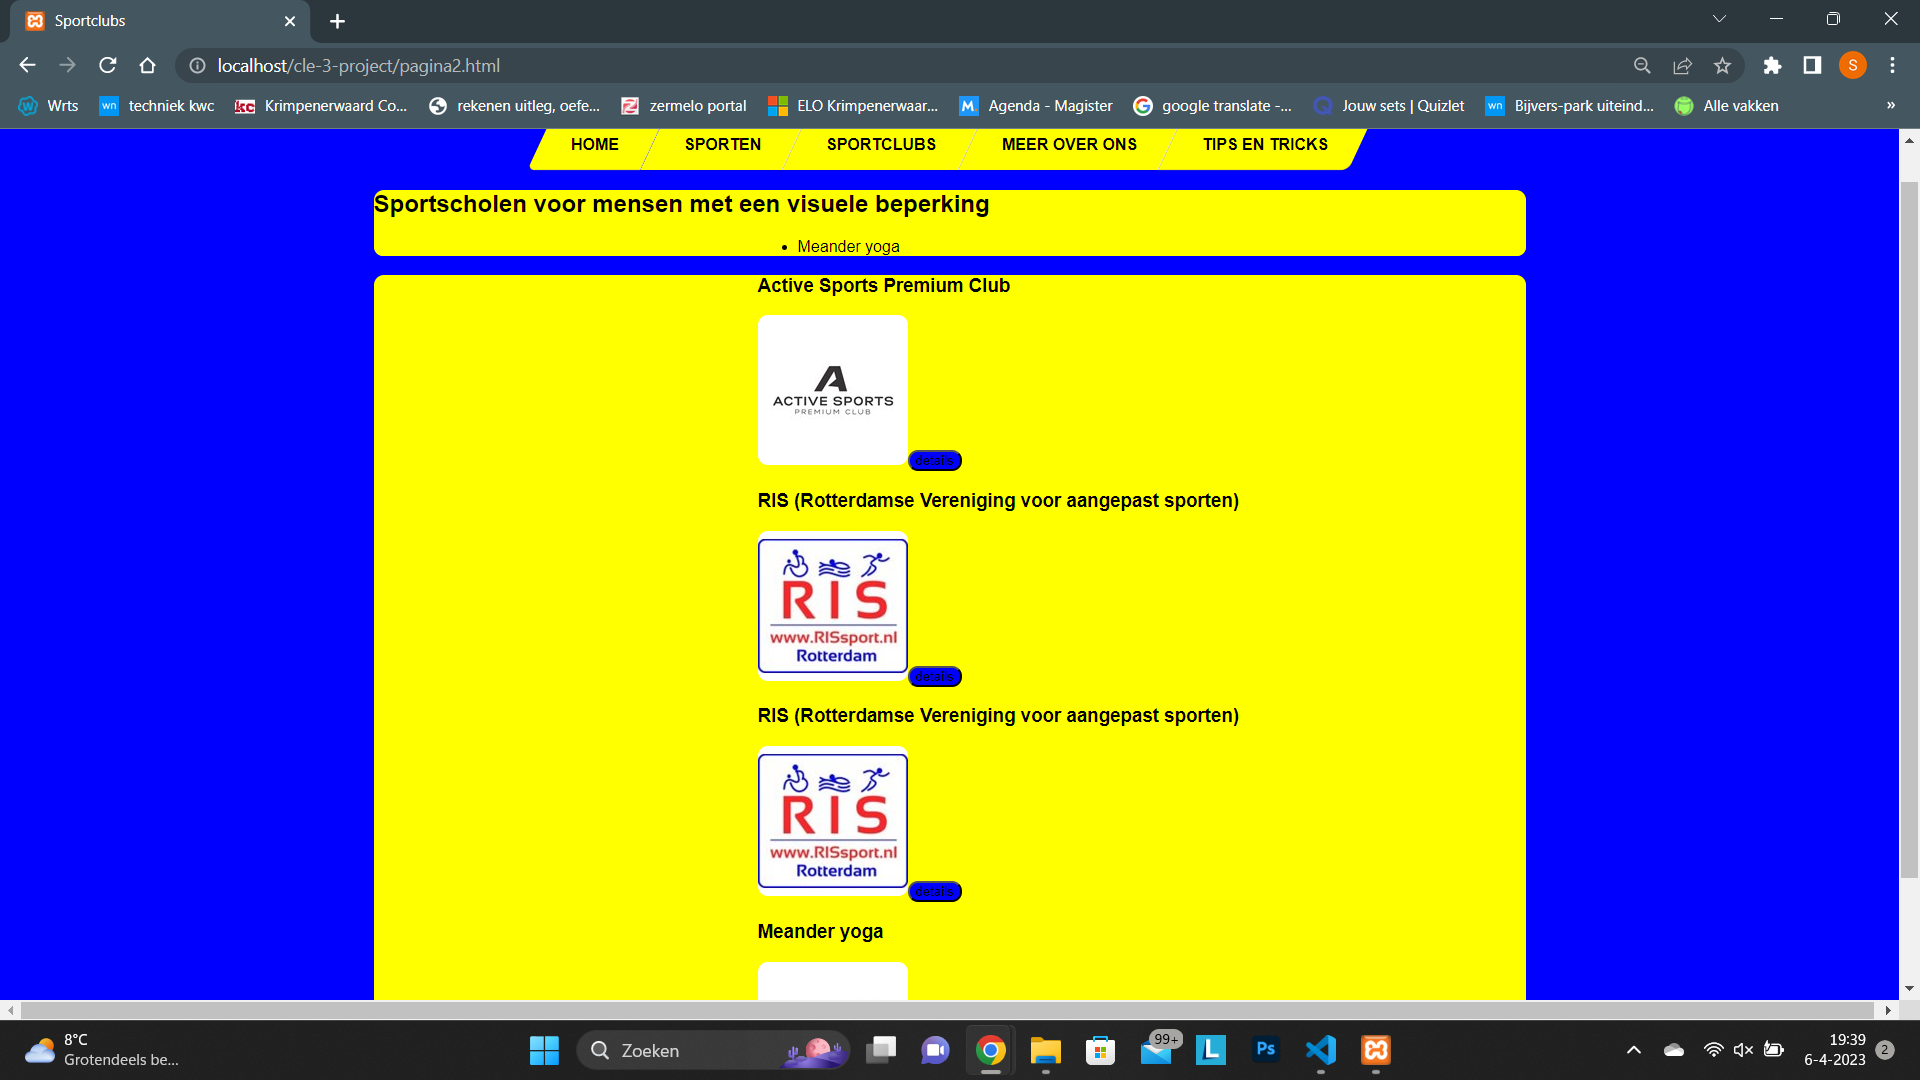 Sportclubs
localhost/cle-3-project/pagina2.html
S
Wrts
techniek kwc
Krimpenerwaard Co...
rekenen uitleg, oefe...
zermelo portal
ELO Krimpenerwaar...
Agenda - Magister
google translate -...
Jouw sets | Quizlet
Bijvers-park uiteind...
Alle vakken
»
HOME
SPORTEN
SPORTCLUBS
MEER OVER ONS
TIPS EN TRICKS
Sportscholen voor mensen met een visuele beperking
• Meander yoga
Active Sports Premium Club
ACTIVE SPORTS
PREMIUM CLUB
details
RIS (Rotterdamse Vereniging voor aangepast sporten)
RIS
www.RISsport.nl
Rotterdam
details
RIS (Rotterdamse Vereniging voor aangepast sporten)
RIS
www.RISsport.nl
Rotterdam
details
Meander yoga
8°C
Grotendeels be...
Zoeken
99+
L
Ps
19:39
6-4-2023
2